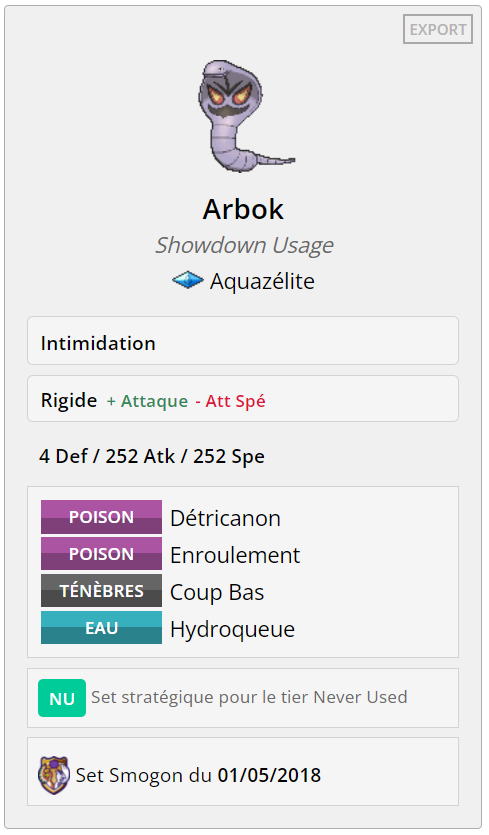 EXPORT
Arbok
Showdown Usage
Aquazélite
Intimidation
Rigide + Attaque - Att Spé
4 Def / 252 Atk / 252 Spe
POISON Détricanon
POISON Enroulement
TÉNÈBRES Coup Bas
EAU Hydroqueue
NU Set stratégique pour le tier Never Used
Set Smogon du 01/05/2018